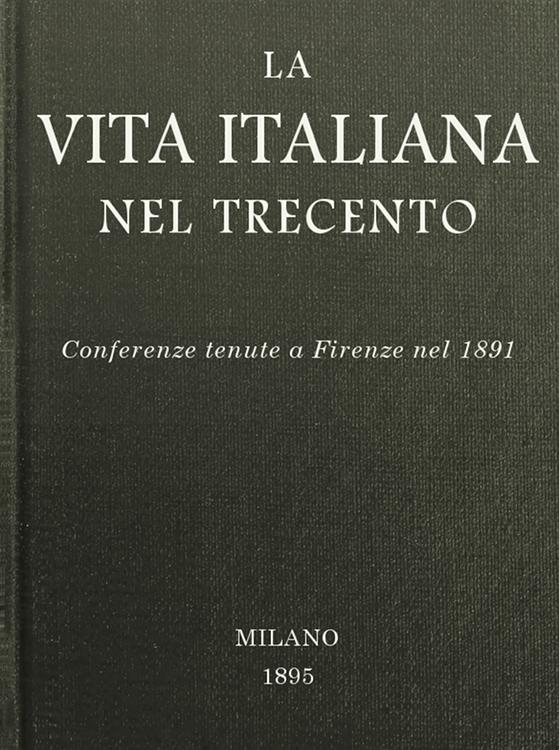 LA
VITA ITALIANA
NEL TRECENTO
Conferenze tenute a Firenze nel 1891
MILANO
1895